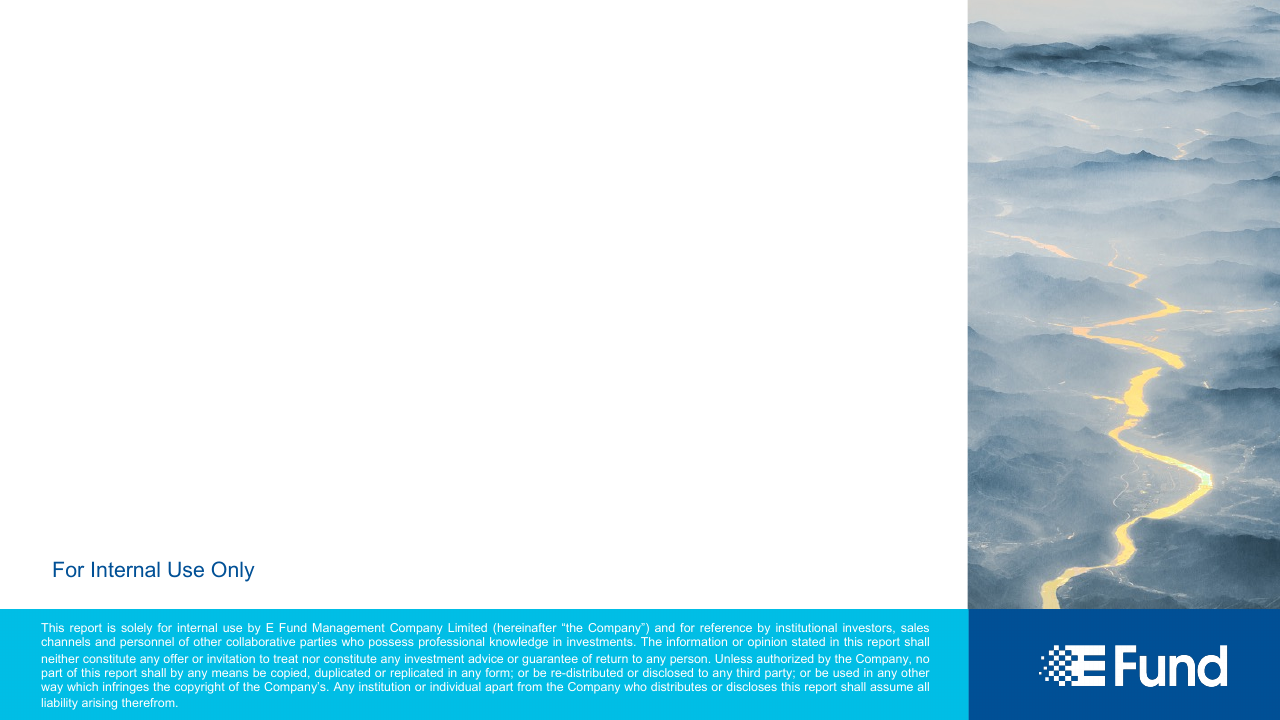 For Internal Use Only
This report is solely for internal use by E Fund Management Company Limited (hereinafter “the Company”) and for reference by institutional investors, sales
channels and personnel of other collaborative parties who possess professional knowledge in investments. The information or opinion stated in this report shall
neither constitute any offer or invitation to treat nor constitute any investment advice or guarantee of return to any person. Unless authorized by the Company, no
part of this report shall by any means be copied, duplicated or replicated in any form; or be re-distributed or disclosed to any third party; or be used in any other
way which infringes the copyright of the Company’s. Any institution or individual apart from the Company who distributes or discloses this report shall assume all
liability arising therefrom.
E Fund